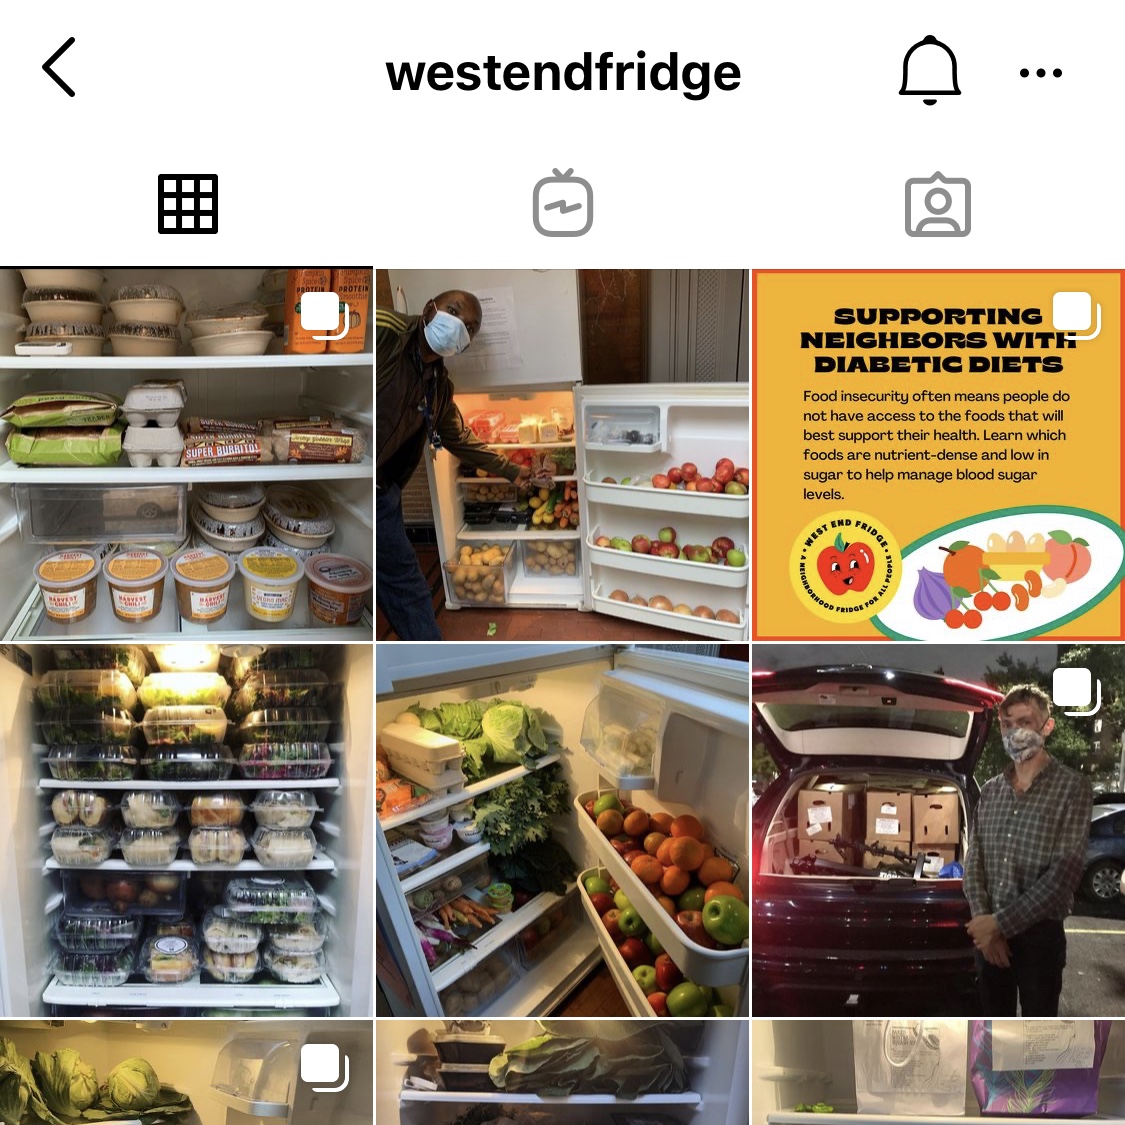 westendfridge
PROTEIN
PROTEIN
SUPER BURRITO!
HARVEST
CHILI
HARVEST
CHILI
HARVEST
CHILI
SUPPORTING
NEIGHBORS WITH
DIABETIC DIETS
Food insecurity often means people do
not have access to the foods that will
best support their health. Learn which
foods are nutrient-dense and low in
sugar to help manage blood sugar
levels.
• WEST END FRIDGE •
A NEIGHBORHOOD FRIDGE FOR ALL PEOPLE